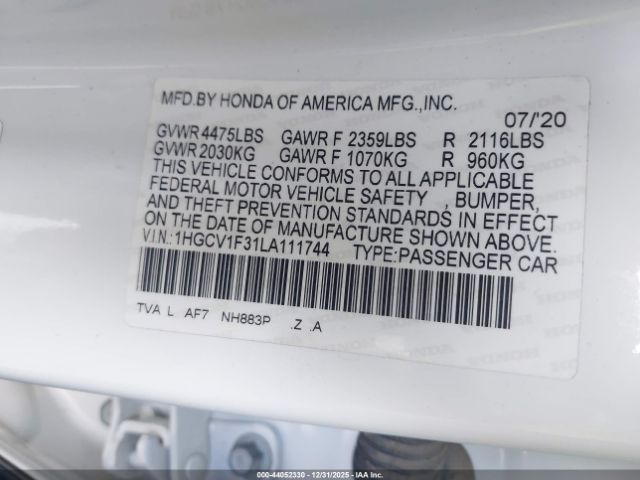 MFD.BY HONDA OF AMERICA MFG.,INC. 07/'20
GVWR 4475LBS GAWR F 2359LBS R 2116LBS
GVWR 2030KG GAWR F 1070KG R 960KG
THIS VEHICLE CONFORMS TO ALL APPLICABLE
FEDERAL MOTOR VEHICLE SAFETY , BUMPER,
AND THEFT PREVENTION STANDARDS IN EFFECT
ON THE DATE OF MANUFACTURE SHOWN ABOVE.
V.I.N.:1HGCV1F31LA111744 TYPE:PASSENGER CAR
TVA L AF7 NH883P .Z .A
000-44052330 - 12/31/2025 - IAAI.COM